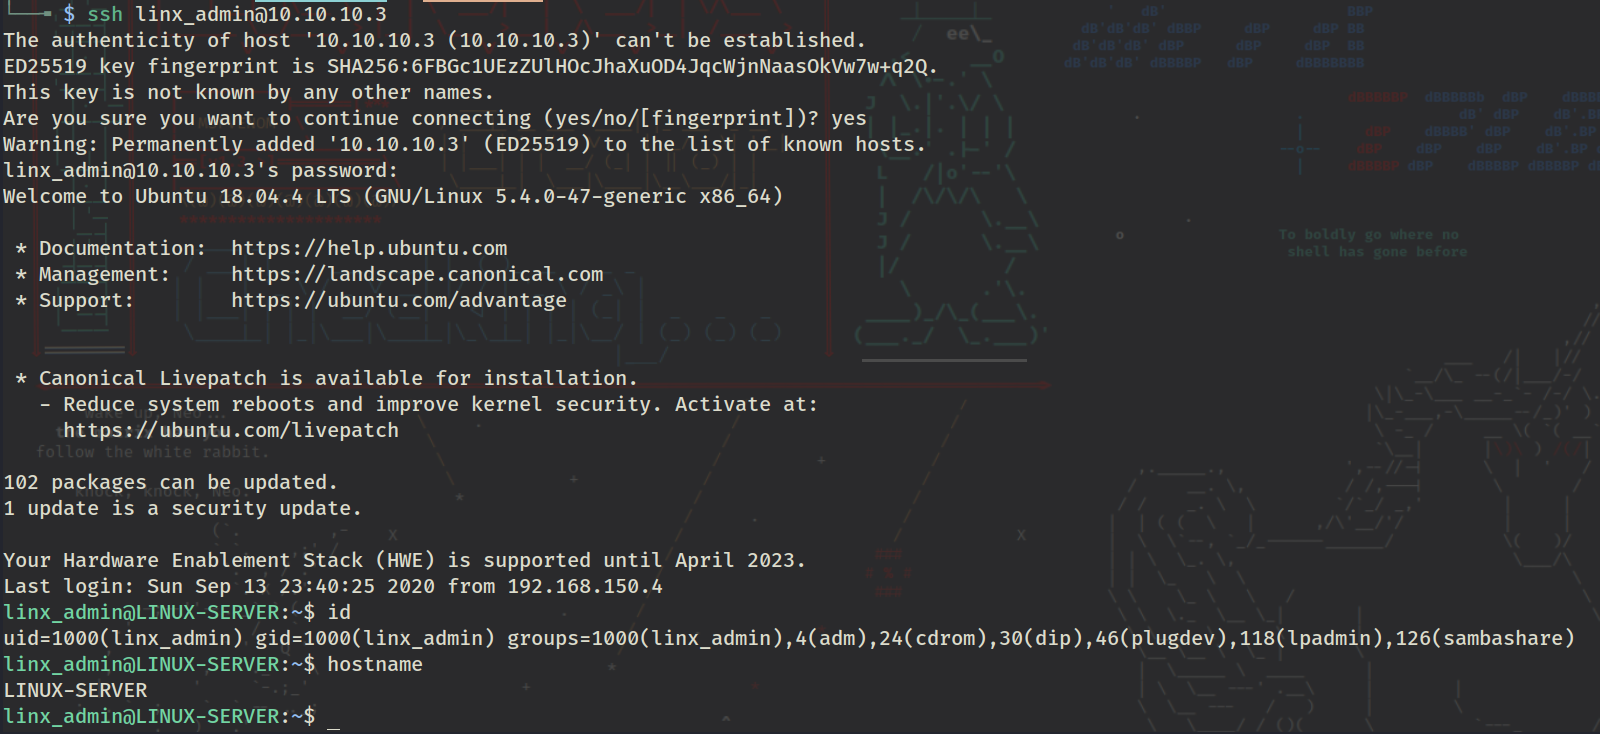 $ ssh linx_admin@10.10.10.3
The authenticity of host '10.10.10.3 (10.10.10.3)' can't be established.
ED25519 key fingerprint is SHA256:6FBGc1UEzZUlHOcJhaXuOD4JqcWjnNaasOkVw7w+q2Q.
This key is not known by any other names.
Are you sure you want to continue connecting (yes/no/[fingerprint])? yes
Warning: Permanently added '10.10.10.3' (ED25519) to the list of known hosts.
linx_admin@10.10.10.3's password:
Welcome to Ubuntu 18.04.4 LTS (GNU/Linux 5.4.0-47-generic x86_64)
To boldly go where no
shell has gone before
* Documentation:  https://help.ubuntu.com
* Management:     https://landscape.canonical.com
* Support:        https://ubuntu.com/advantage
* Canonical Livepatch is available for installation.
- Reduce system reboots and improve kernel security. Activate at:
https://ubuntu.com/livepatch
follow the white rabbit.
102 packages can be updated.
knock, knock, Neo.
1 update is a security update.
Your Hardware Enablement Stack (HWE) is supported until April 2023.
Last login: Sun Sep 13 23:40:25 2020 from 192.168.150.4
linx_admin@LINUX-SERVER:~$ id
uid=1000(linx_admin) gid=1000(linx_admin) groups=1000(linx_admin),4(adm),24(cdrom),30(dip),46(plugdev),118(lpadmin),126(sambashare)
linx_admin@LINUX-SERVER:~$ hostname
LINUX-SERVER
linx_admin@LINUX-SERVER:~$ _